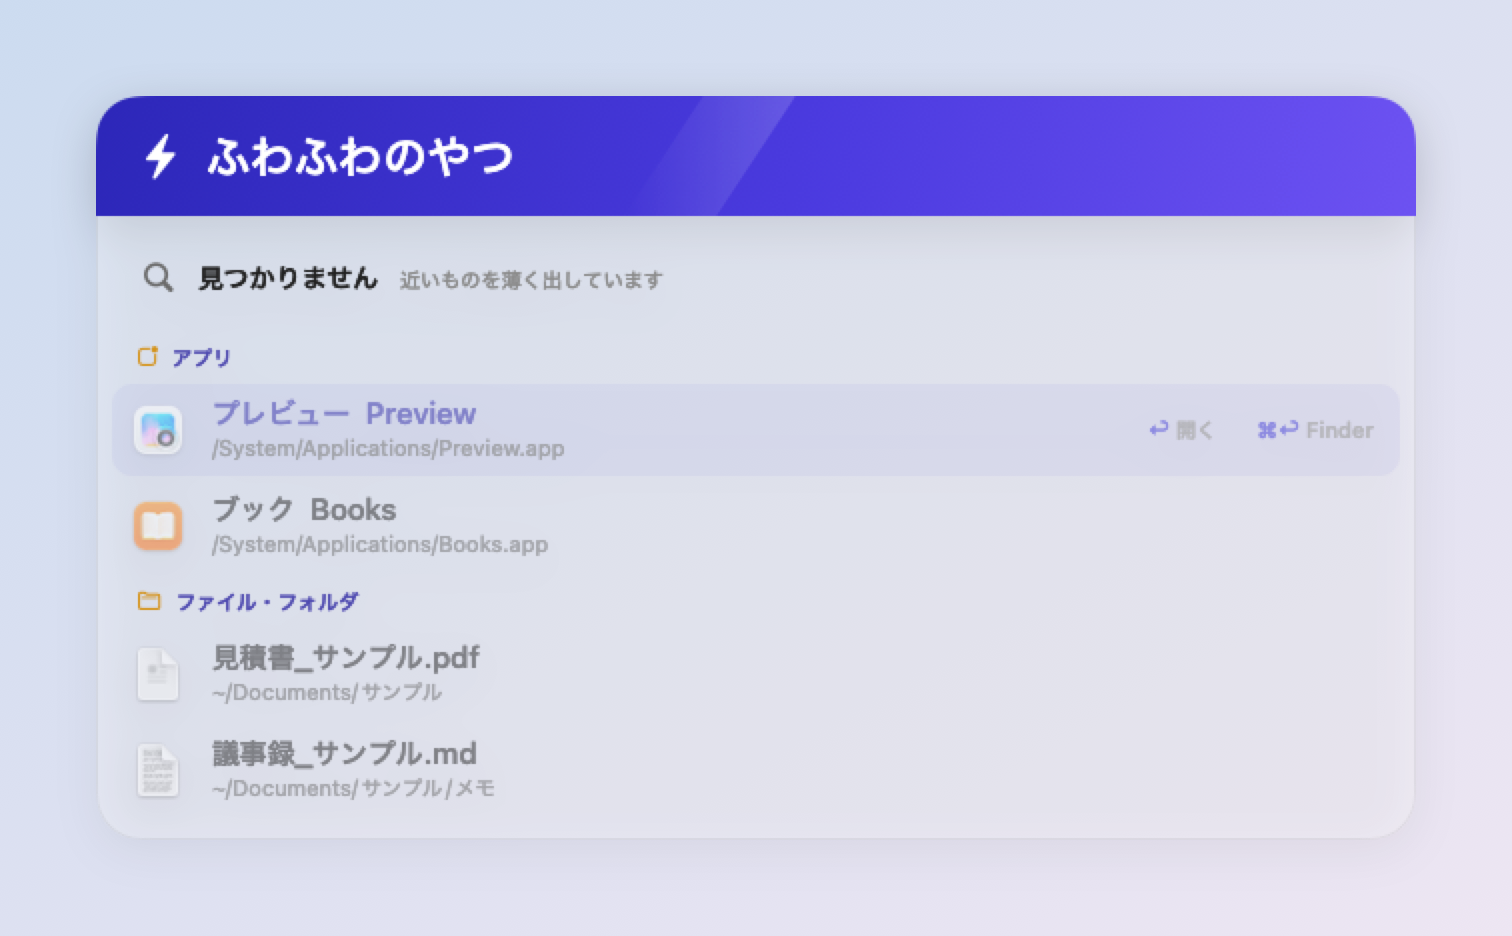 ふわふわのやつ
見つかりません 近いものを薄く出しています
アプリ
プレビュー Preview
/System/Applications/Preview.app
↩ 開く ⌘↩ Finder
ブック Books
/System/Applications/Books.app
ファイル・フォルダ
見積書_サンプル.pdf
~/Documents/サンプル
議事録_サンプル.md
~/Documents/サンプル/メモ